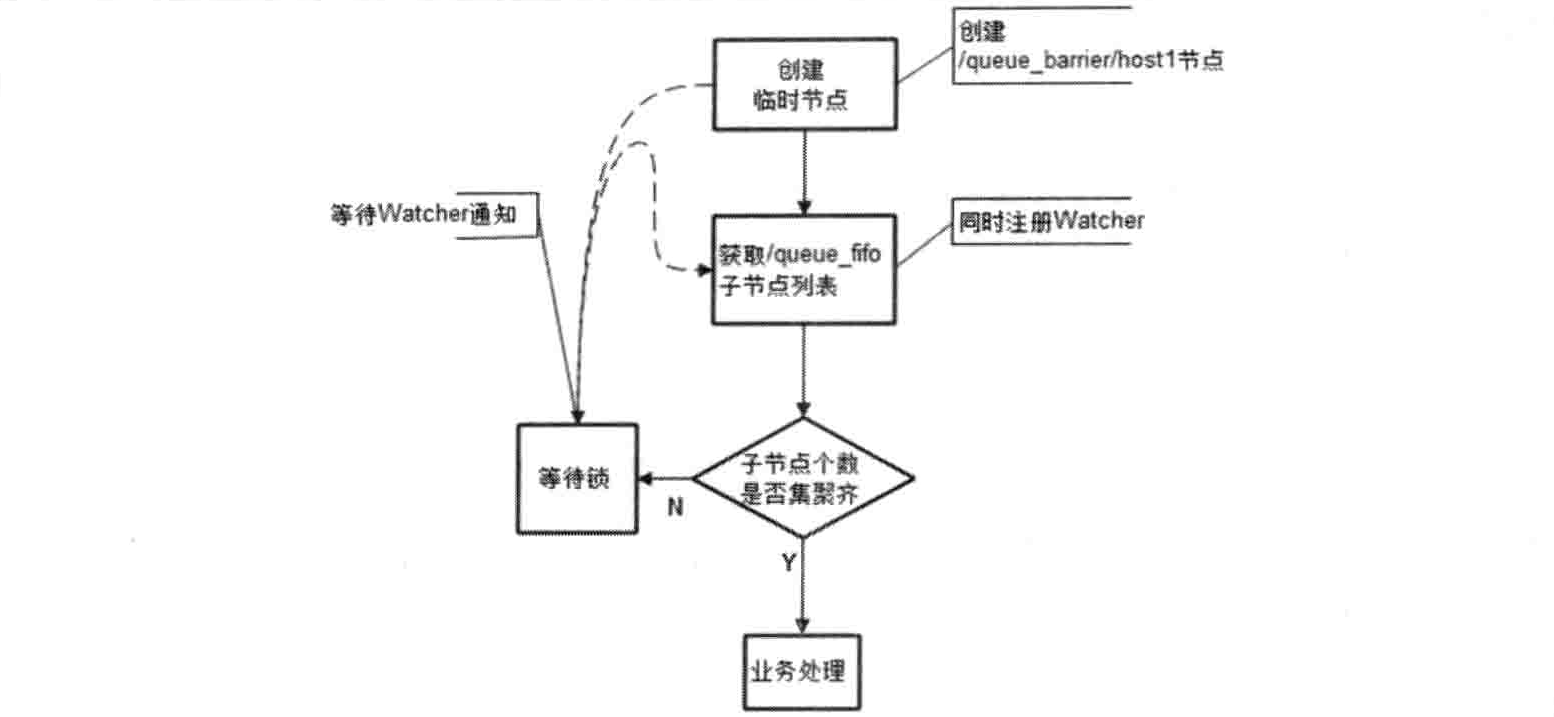 创建
/queue_barrier/host1节点
创建
临时节点
等待Watcher通知
同时注册Watcher
获取/queue_fifo
子节点列表
子节点个数
是否集聚齐
等待锁
N
Y
业务处理